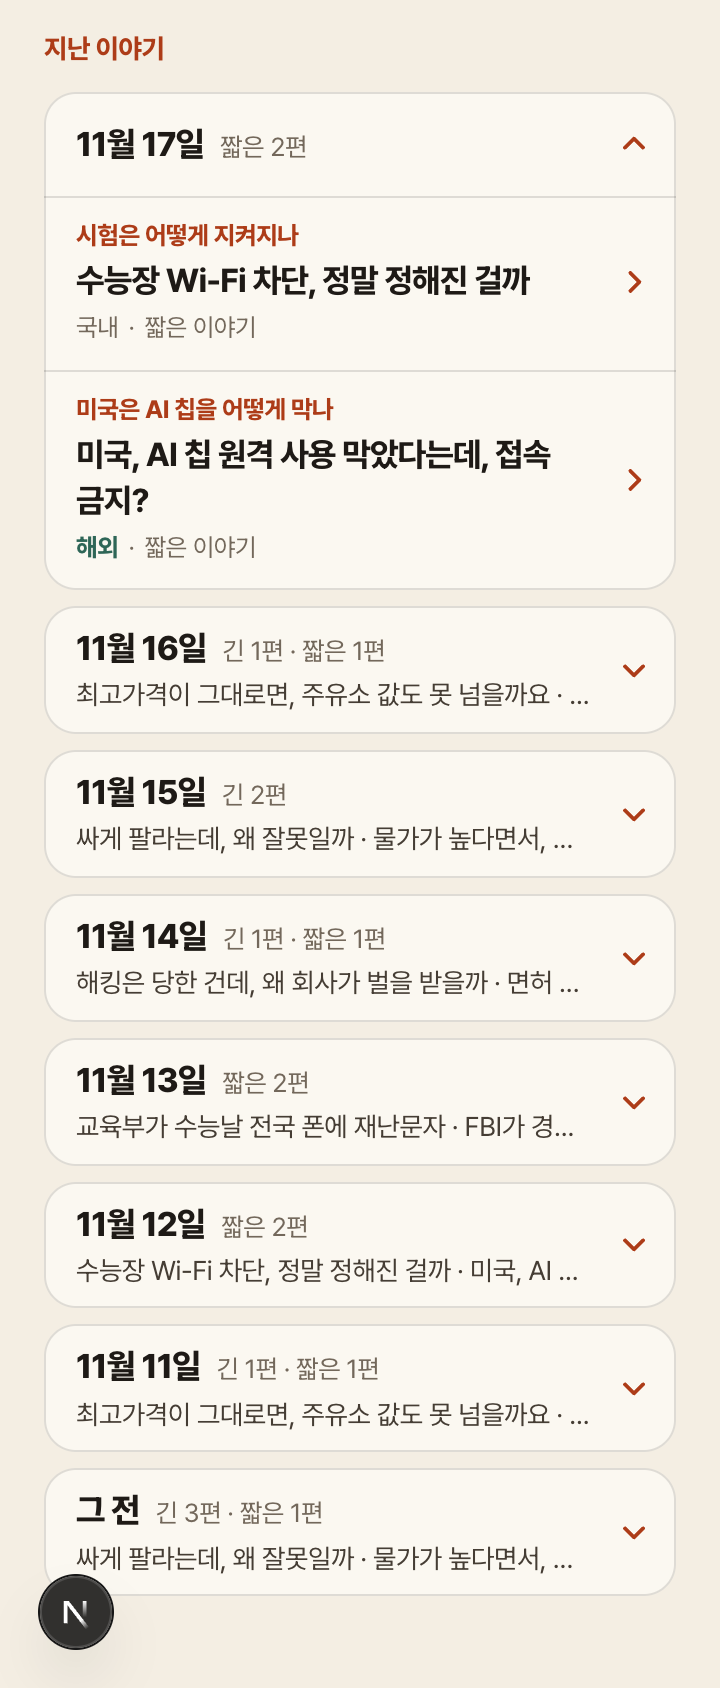 지난 이야기
11월 17일 짧은 2편
시험은 어떻게 지켜지나
수능장 Wi-Fi 차단, 정말 정해진 걸까
국내 · 짧은 이야기
미국은 AI 칩을 어떻게 막나
미국, AI 칩 원격 사용 막았다는데, 접속
금지?
해외 · 짧은 이야기
11월 16일 긴 1편 · 짧은 1편
최고가격이 그대로면, 주유소 값도 못 넘을까요 · ...
11월 15일 긴 2편
싸게 팔라는데, 왜 잘못일까 · 물가가 높다면서, ...
11월 14일 긴 1편 · 짧은 1편
해킹은 당한 건데, 왜 회사가 벌을 받을까 · 면허 ...
11월 13일 짧은 2편
교육부가 수능날 전국 폰에 재난문자 · FBI가 경...
11월 12일 짧은 2편
수능장 Wi-Fi 차단, 정말 정해진 걸까 · 미국, AI ...
11월 11일 긴 1편 · 짧은 1편
최고가격이 그대로면, 주유소 값도 못 넘을까요 · ...
그 전 긴 3편 · 짧은 1편
싸게 팔라는데, 왜 잘못일까 · 물가가 높다면서, ...
N